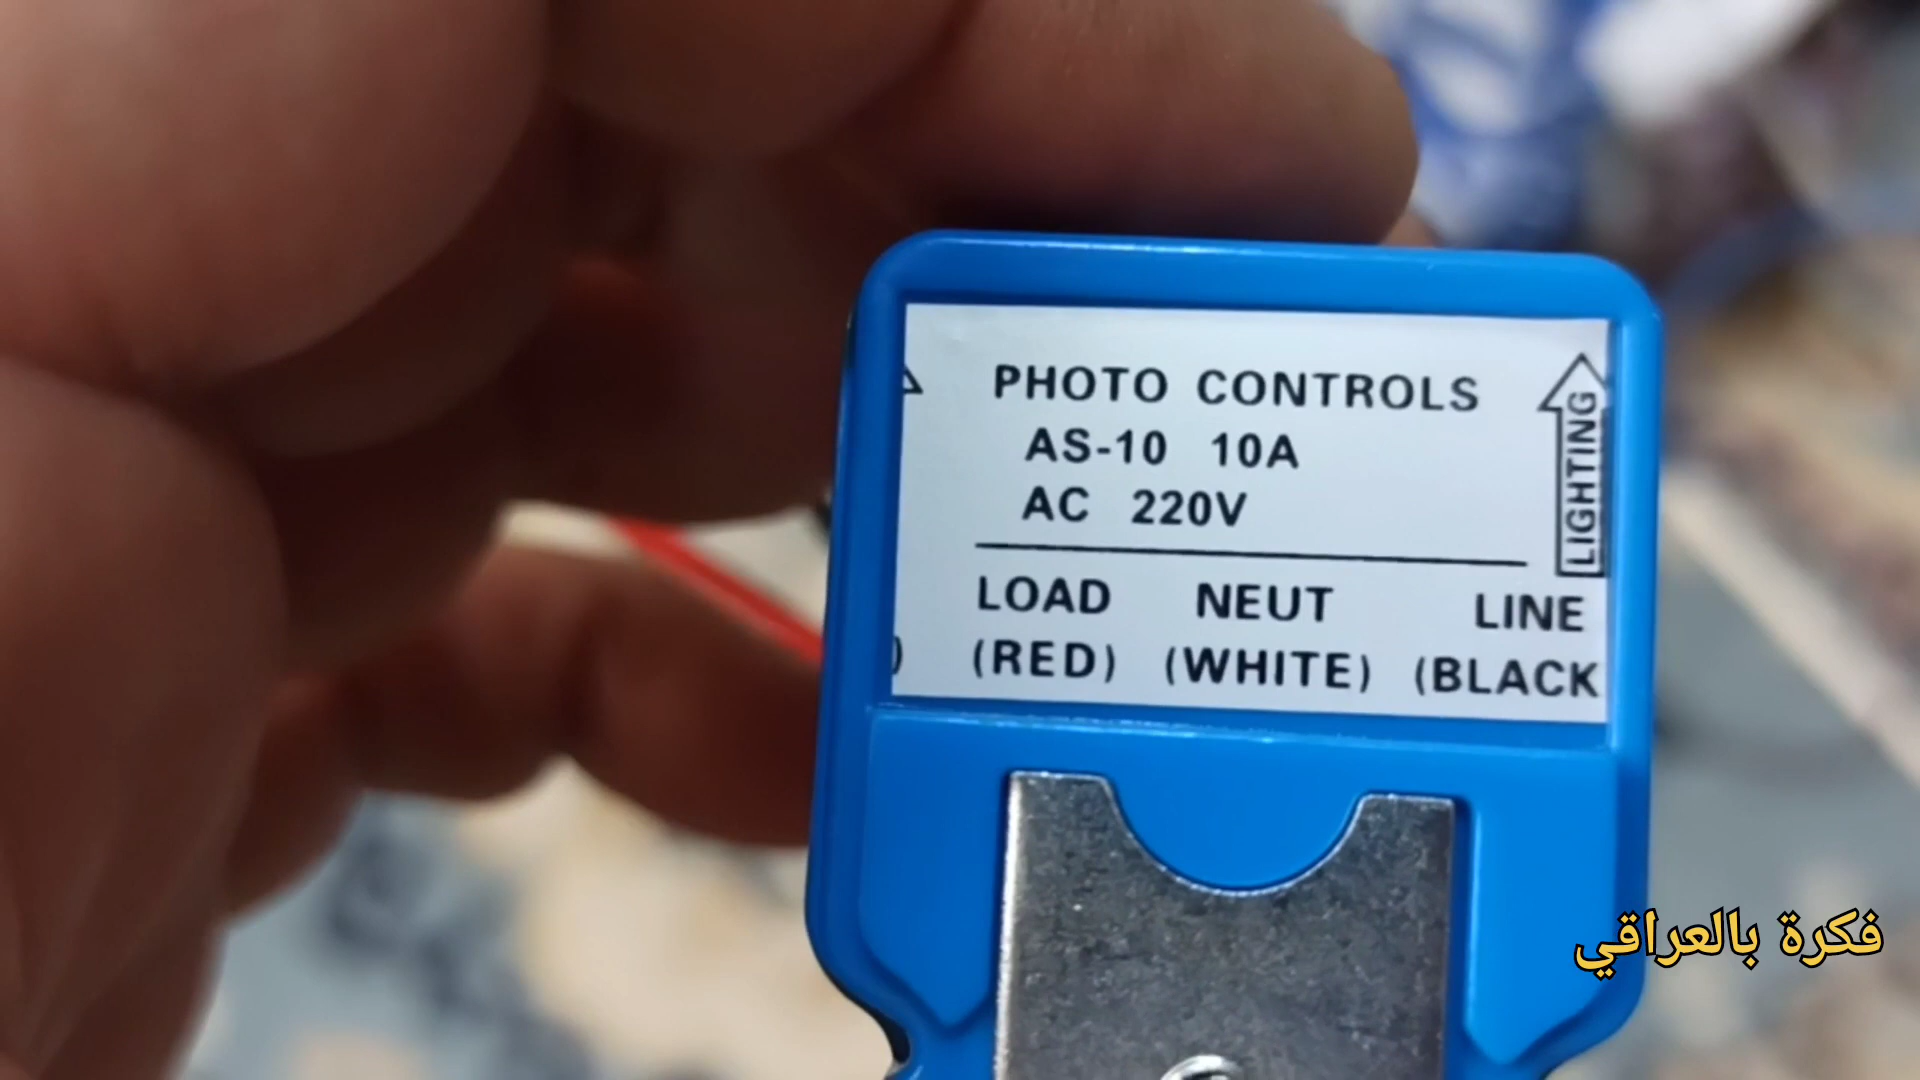 PHOTO CONTROLS
AS-10 10A
AC 220V
LIGHTING
LOAD NEUT LINE
) (RED) (WHITE) (BLACK
فكرة بالعراقي